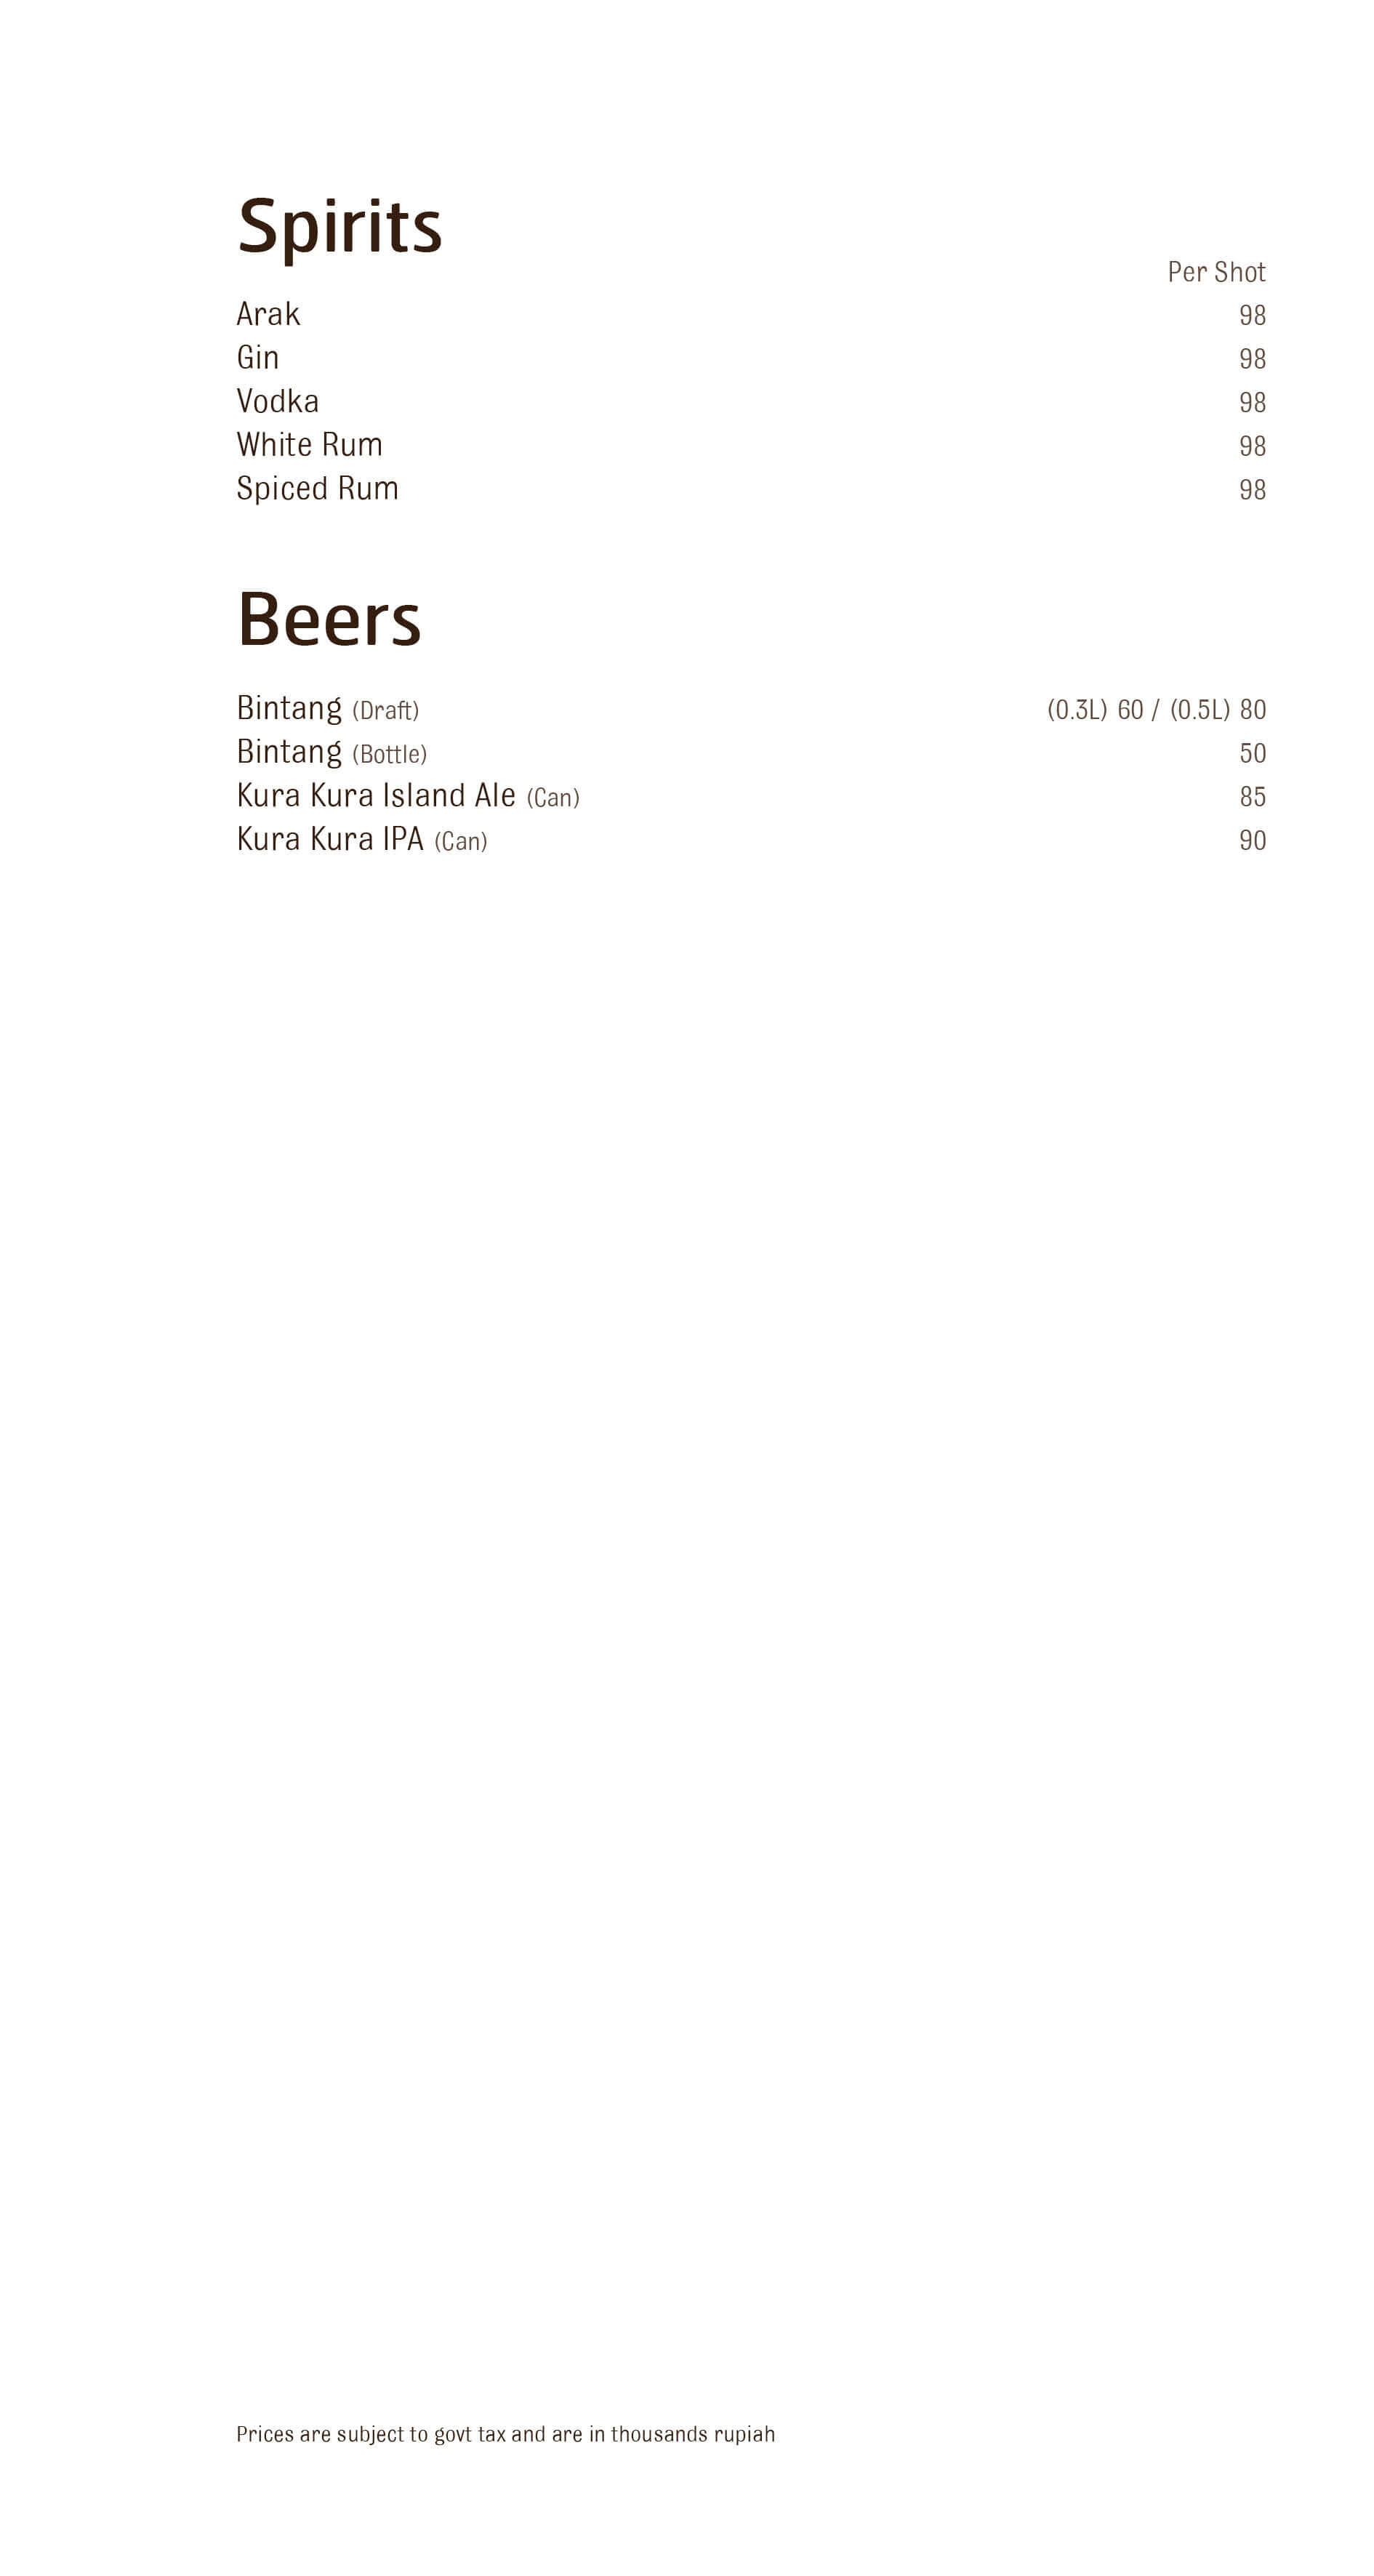 Spirits
Per Shot
Arak 98
Gin 98
Vodka 98
White Rum 98
Spiced Rum 98
Beers
Bintang (Draft) (0.3L) 60 / (0.5L) 80
Bintang (Bottle) 50
Kura Kura Island Ale (Can) 85
Kura Kura IPA (Can) 90
Prices are subject to govt tax and are in thousands rupiah